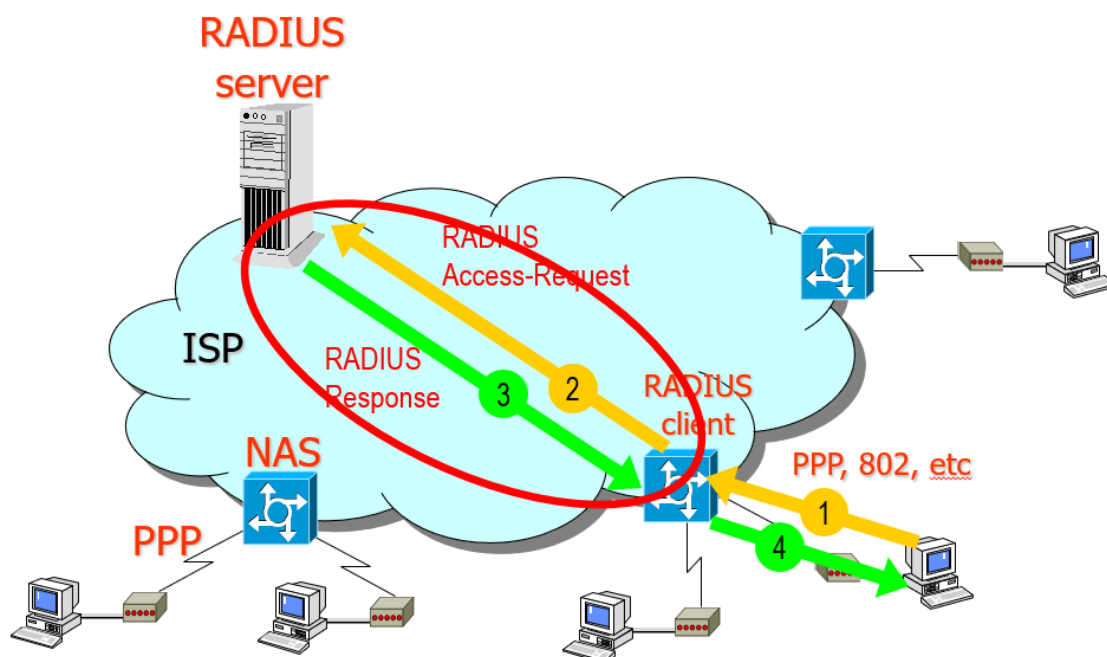 RADIUS
server
RADIUS
Access-Request
ISP
RADIUS
Response
3
2
RADIUS
client
NAS
PPP, 802, etc
1
PPP
4